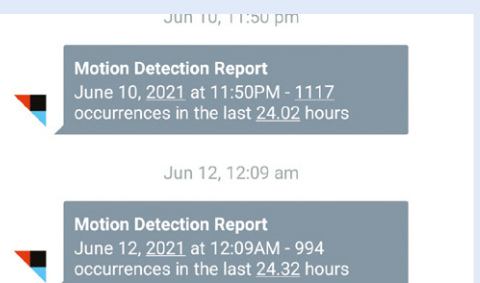 Jun 10, 11:50 pm
Motion Detection Report
June 10, 2021 at 11:50PM - 1117
occurrences in the last 24.02 hours
Jun 12, 12:09 am
Motion Detection Report
June 12, 2021 at 12:09AM - 994
occurrences in the last 24.32 hours